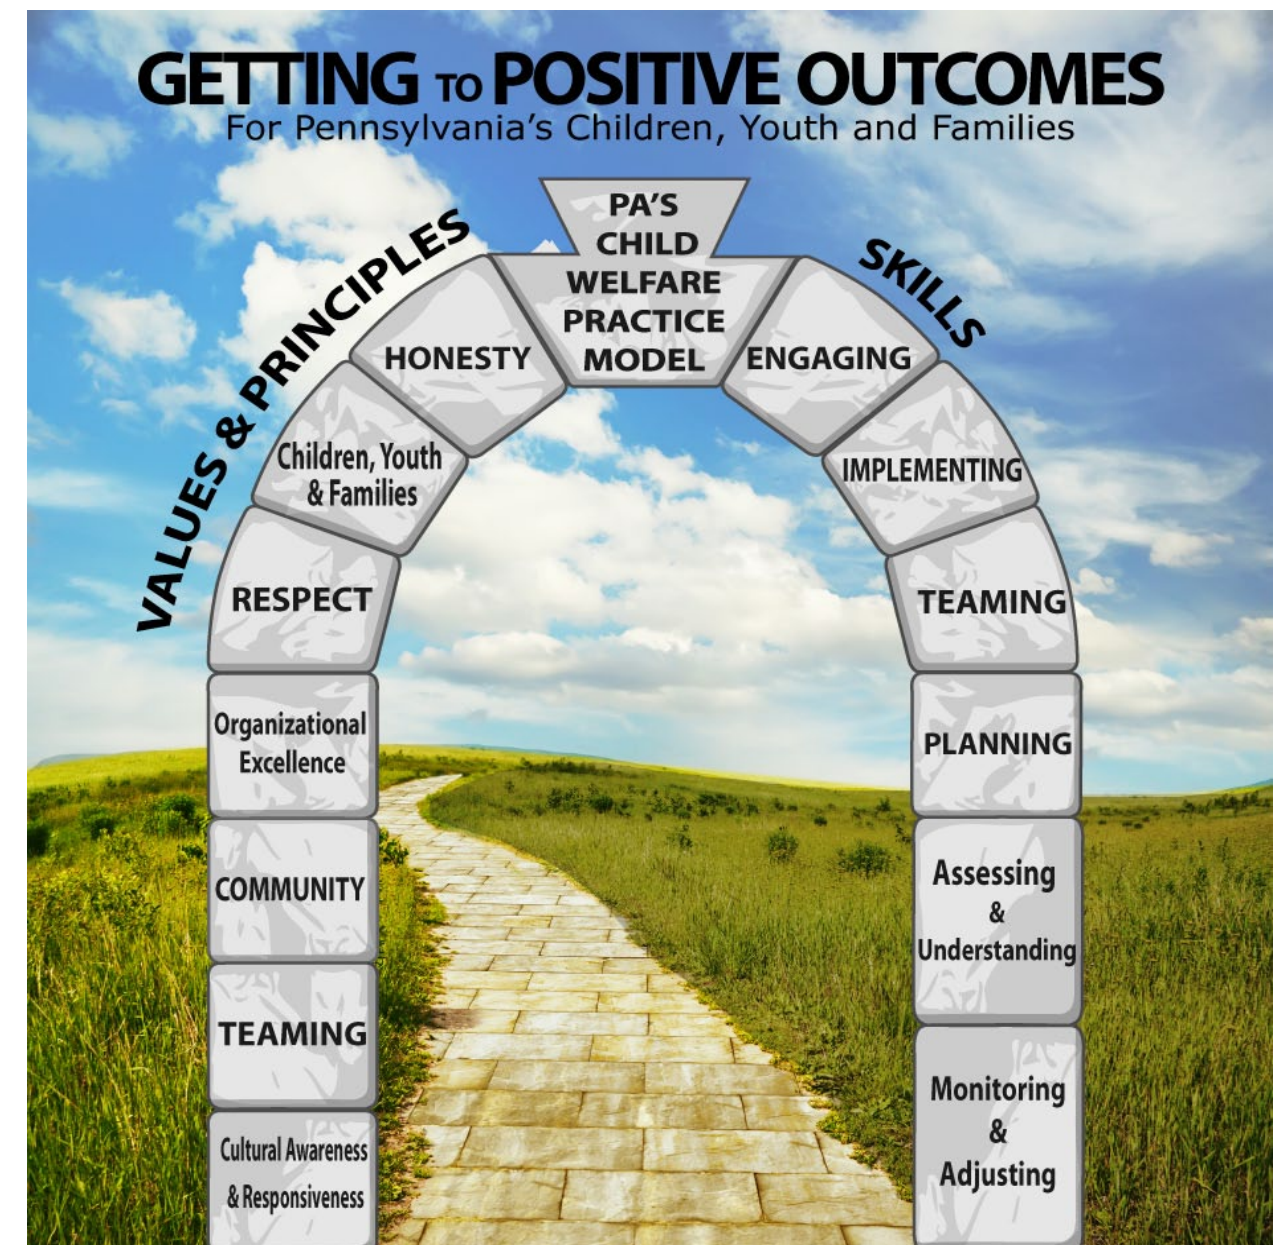 GETTING TO POSITIVE OUTCOMES
For Pennsylvania's Children, Youth and Families
VALUES & PRINCIPLES
SKILLS
PA'S
CHILD
WELFARE
PRACTICE
MODEL
HONESTY
Children, Youth
& Families
RESPECT
Organizational
Excellence
COMMUNITY
TEAMING
Cultural Awareness
& Responsiveness
ENGAGING
IMPLEMENTING
TEAMING
PLANNING
Assessing
&
Understanding
Monitoring
&
Adjusting